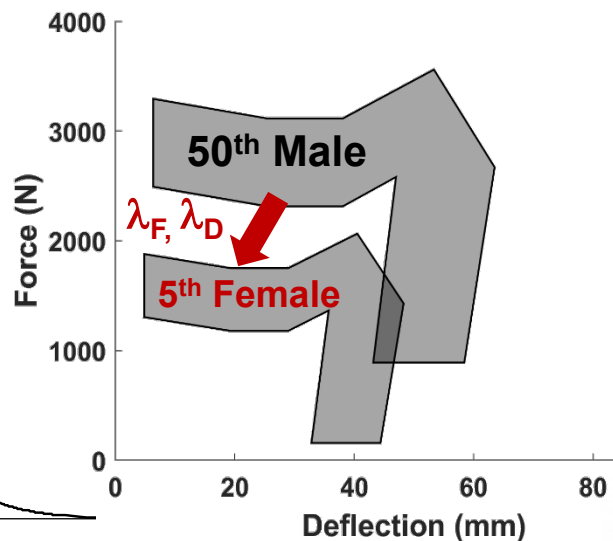 4000
3000
2000
1000
0
Force (N)
50th Male
λF, λD
5th Female
0 20 40 60 80
Deflection (mm)